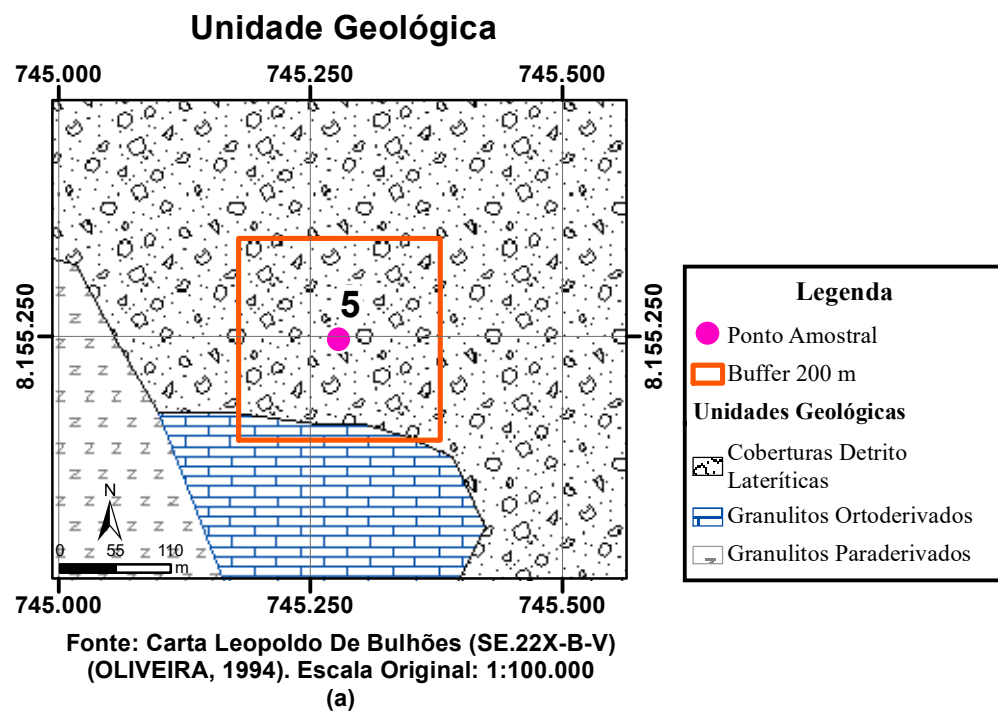 Unidade Geológica
745.000 745.250 745.500
8.155.250
5
8.155.250
N
0 55 110
m
745.000 745.250 745.500
Legenda
Ponto Amostral
Buffer 200 m
Unidades Geológicas
Coberturas Detrito
Lateríticas
Granulitos Ortoderivados
Granulitos Paraderivados
Fonte: Carta Leopoldo De Bulhões (SE.22X-B-V)
(OLIVEIRA, 1994). Escala Original: 1:100.000
(a)